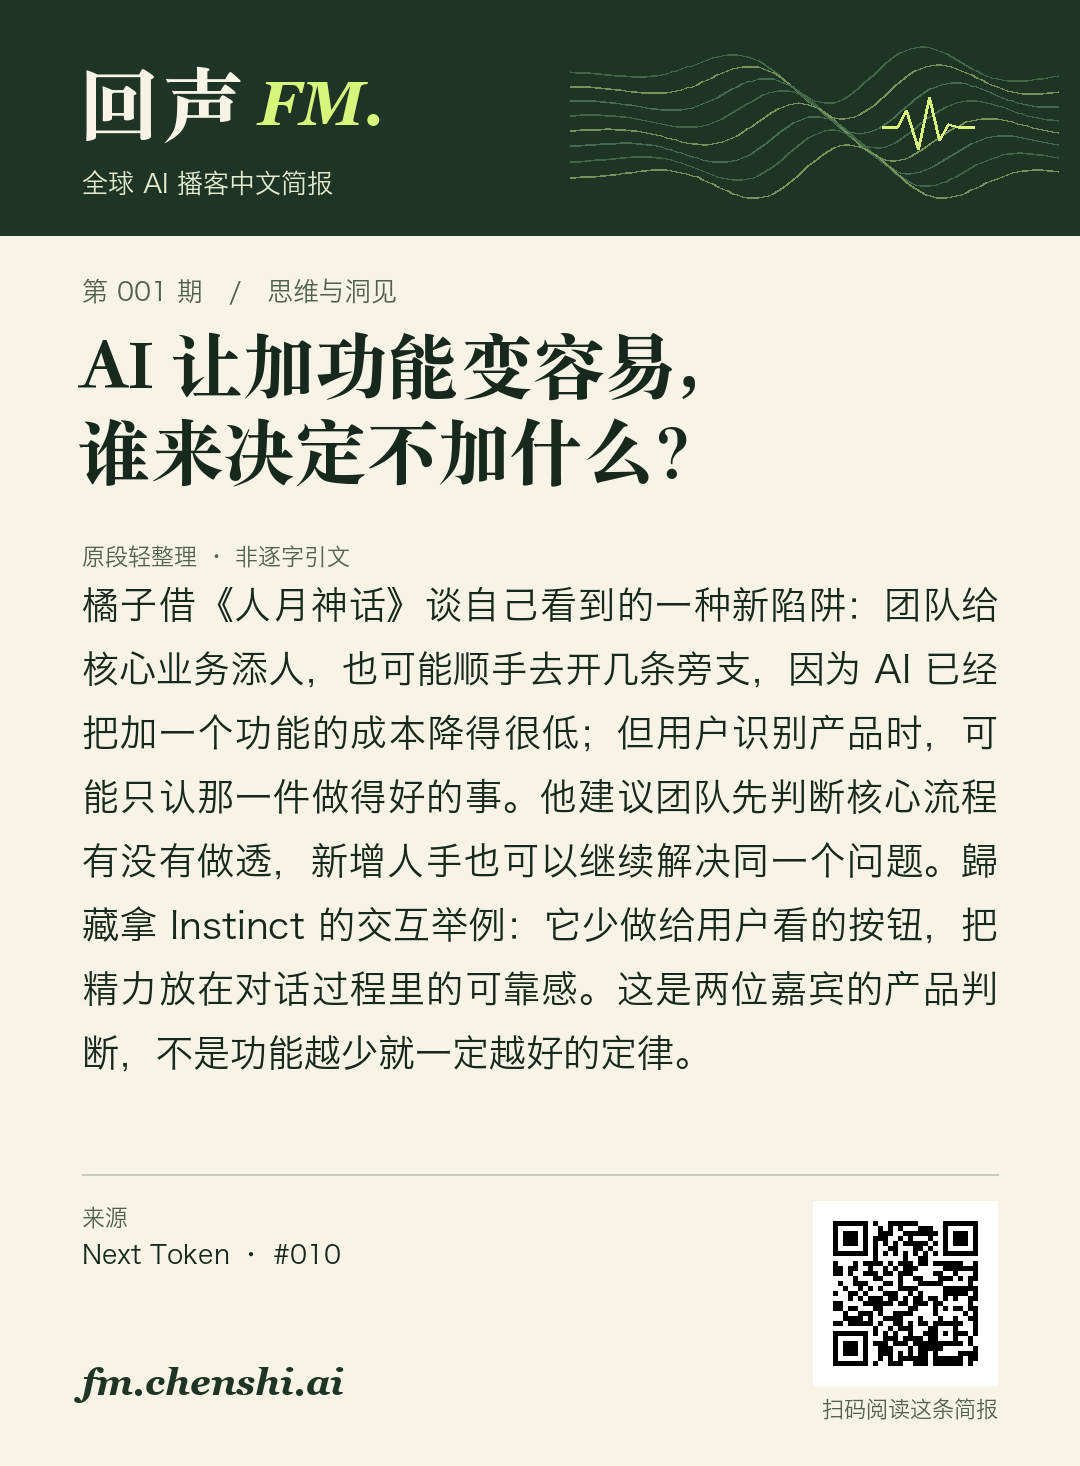 回声 FM.
全球 AI 播客中文简报
第 001 期 / 思维与洞见
AI 让加功能变容易，
谁来决定不加什么？
原段轻整理 · 非逐字引文
橘子借《人月神话》谈自己看到的一种新陷阱：团队给
核心业务添人，也可能顺手去开几条旁支，因为 AI 已经
把加一个功能的成本降得很低；但用户识别产品时，可
能只认那一件做得好的事。他建议团队先判断核心流程
有没有做透，新增人手也可以继续解决同一个问题。歸
藏拿 Instinct 的交互举例：它少做给用户看的按钮，把
精力放在对话过程里的可靠感。这是两位嘉宾的产品判
断，不是功能越少就一定越好的定律。
来源
Next Token · #010
fm.chenshi.ai
扫码阅读这条简报